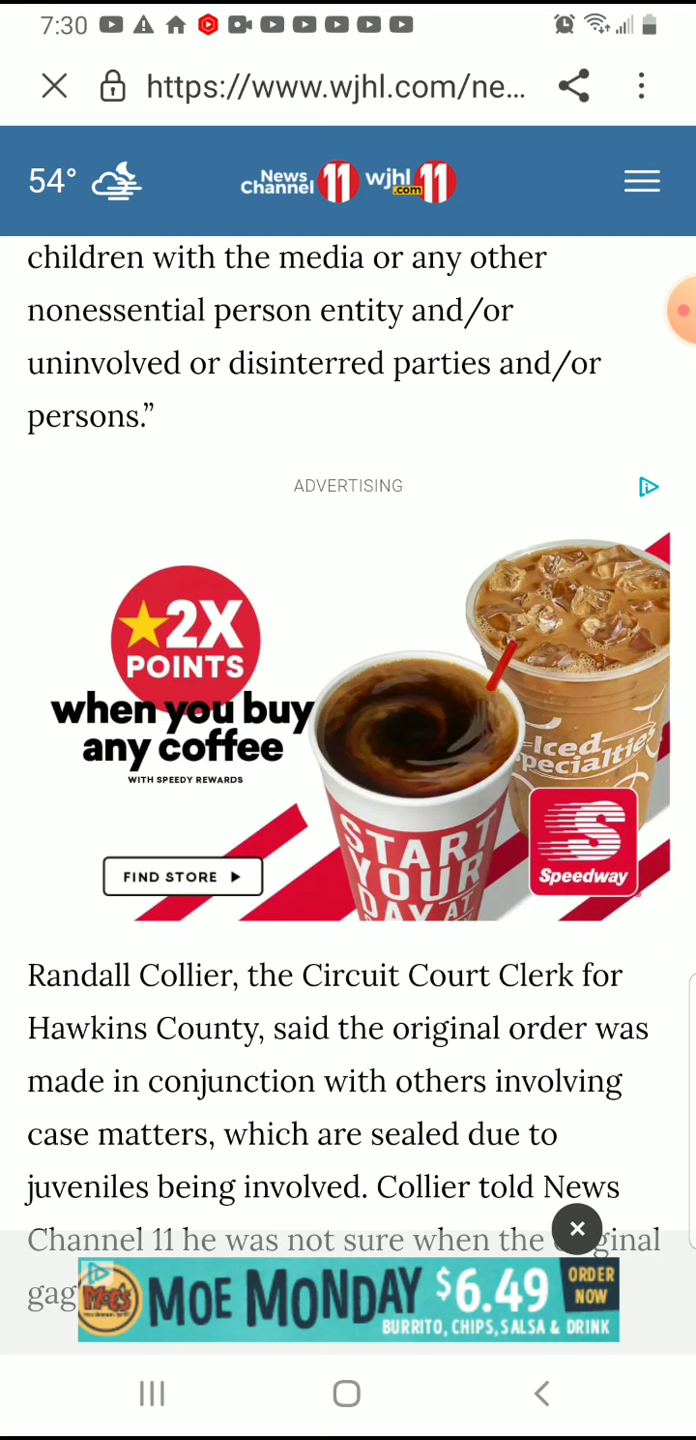 7:30
https://www.wjhl.com/ne...
54°
News Channel 11 wjhl .com 11
children with the media or any other
nonessential person entity and/or
uninvolved or disinterred parties and/or
persons.”
ADVERTISING
2X
POINTS
when you buy
any coffee
WITH SPEEDY REWARDS
FIND STORE
START
YOUR
DAY AT
Iced
pecialties
S
Speedway
Randall Collier, the Circuit Court Clerk for
Hawkins County, said the original order was
made in conjunction with others involving
case matters, which are sealed due to
juveniles being involved. Collier told News
Channel 11 he was not sure when the ginal
gag
Moe's
MOE MONDAY $6.49
BURRITO, CHIPS, SALSA & DRINK
ORDER
NOW